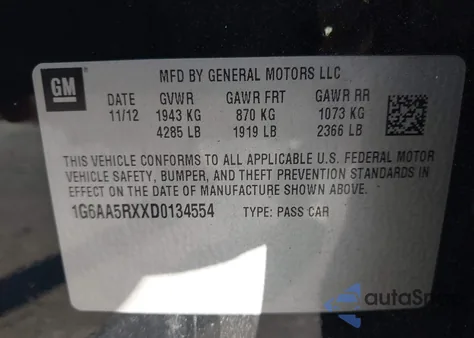 GM
MFD BY GENERAL MOTORS LLC
DATE GVWR GAWR FRT GAWR RR
11/12 1943 KG 870 KG 1073 KG
4285 LB 1919 LB 2366 LB
THIS VEHICLE CONFORMS TO ALL APPLICABLE U.S. FEDERAL MOTOR
VEHICLE SAFETY, BUMPER, AND THEFT PREVENTION STANDARDS IN
EFFECT ON THE DATE OF MANUFACTURE SHOWN ABOVE.
1G6AA5RXXD0134554 TYPE: PASS CAR